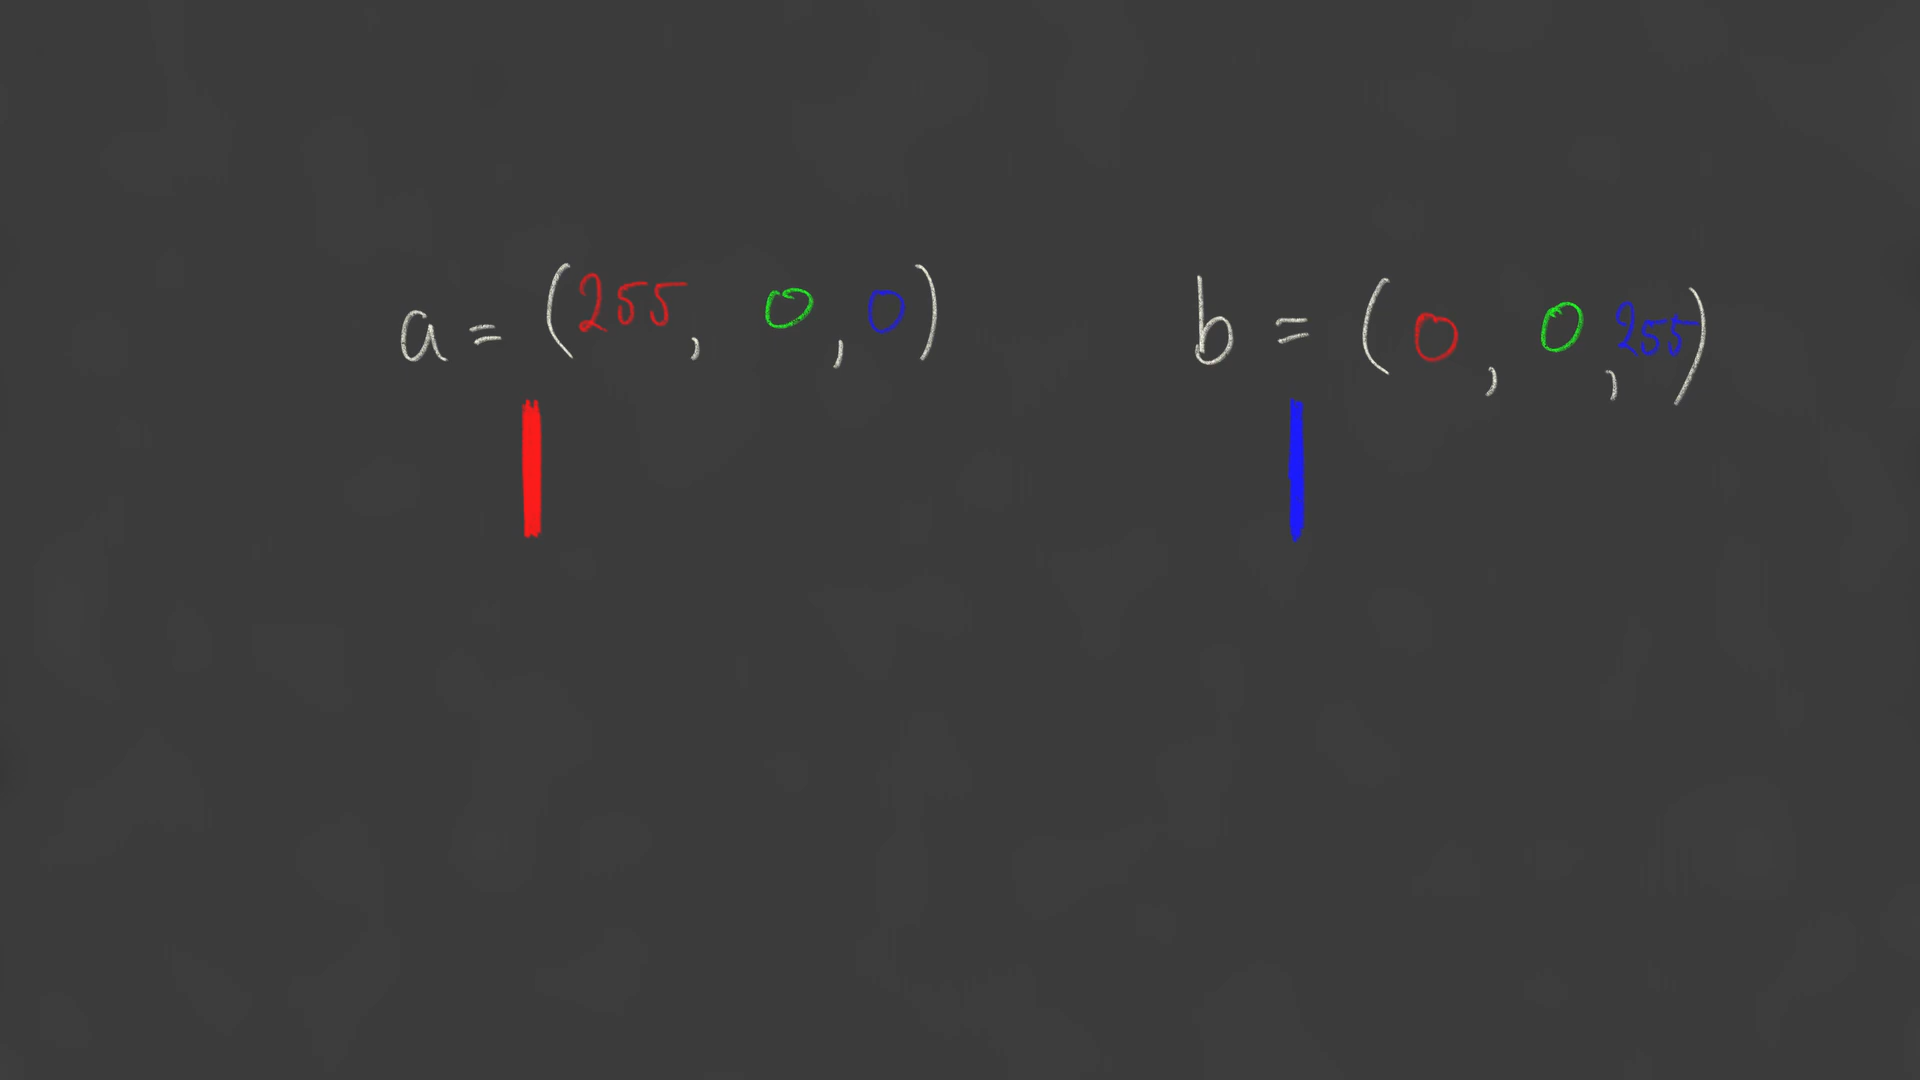 a = (255, 0, 0) b = (0, 0, 255)